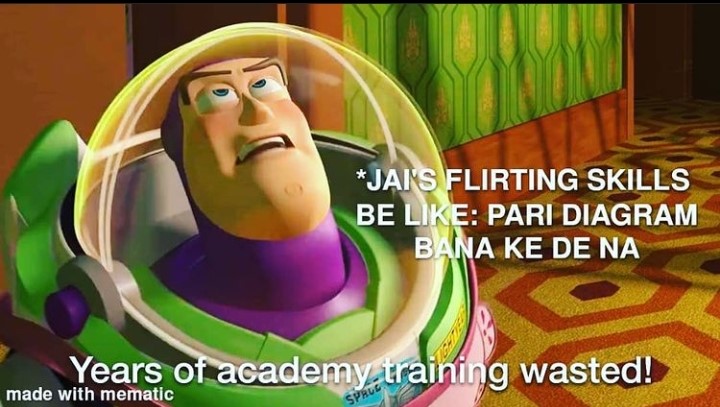 *JAI'S FLIRTING SKILLS
BE LIKE: PARI DIAGRAM
BANA KE DE NA
Years of academy training wasted!
made with mematic
SPACE